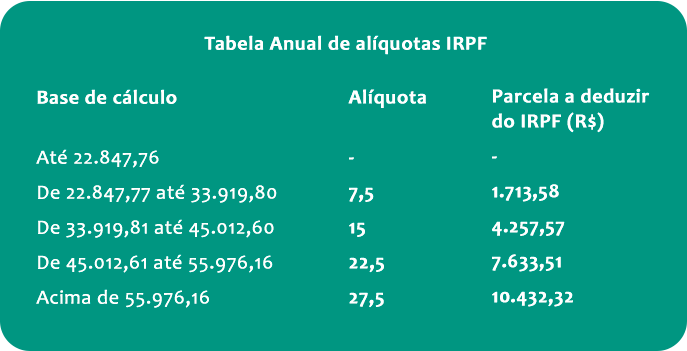 Tabela Anual de alíquotas IRPF
Base de cálculo Alíquota Parcela a deduzir
do IRPF (R$)
Até 22.847,76 - -
De 22.847,77 até 33.919,80 7,5 1.713,58
De 33.919,81 até 45.012,60 15 4.257,57
De 45.012,61 até 55.976,16 22,5 7.633,51
Acima de 55.976,16 27,5 10.432,32